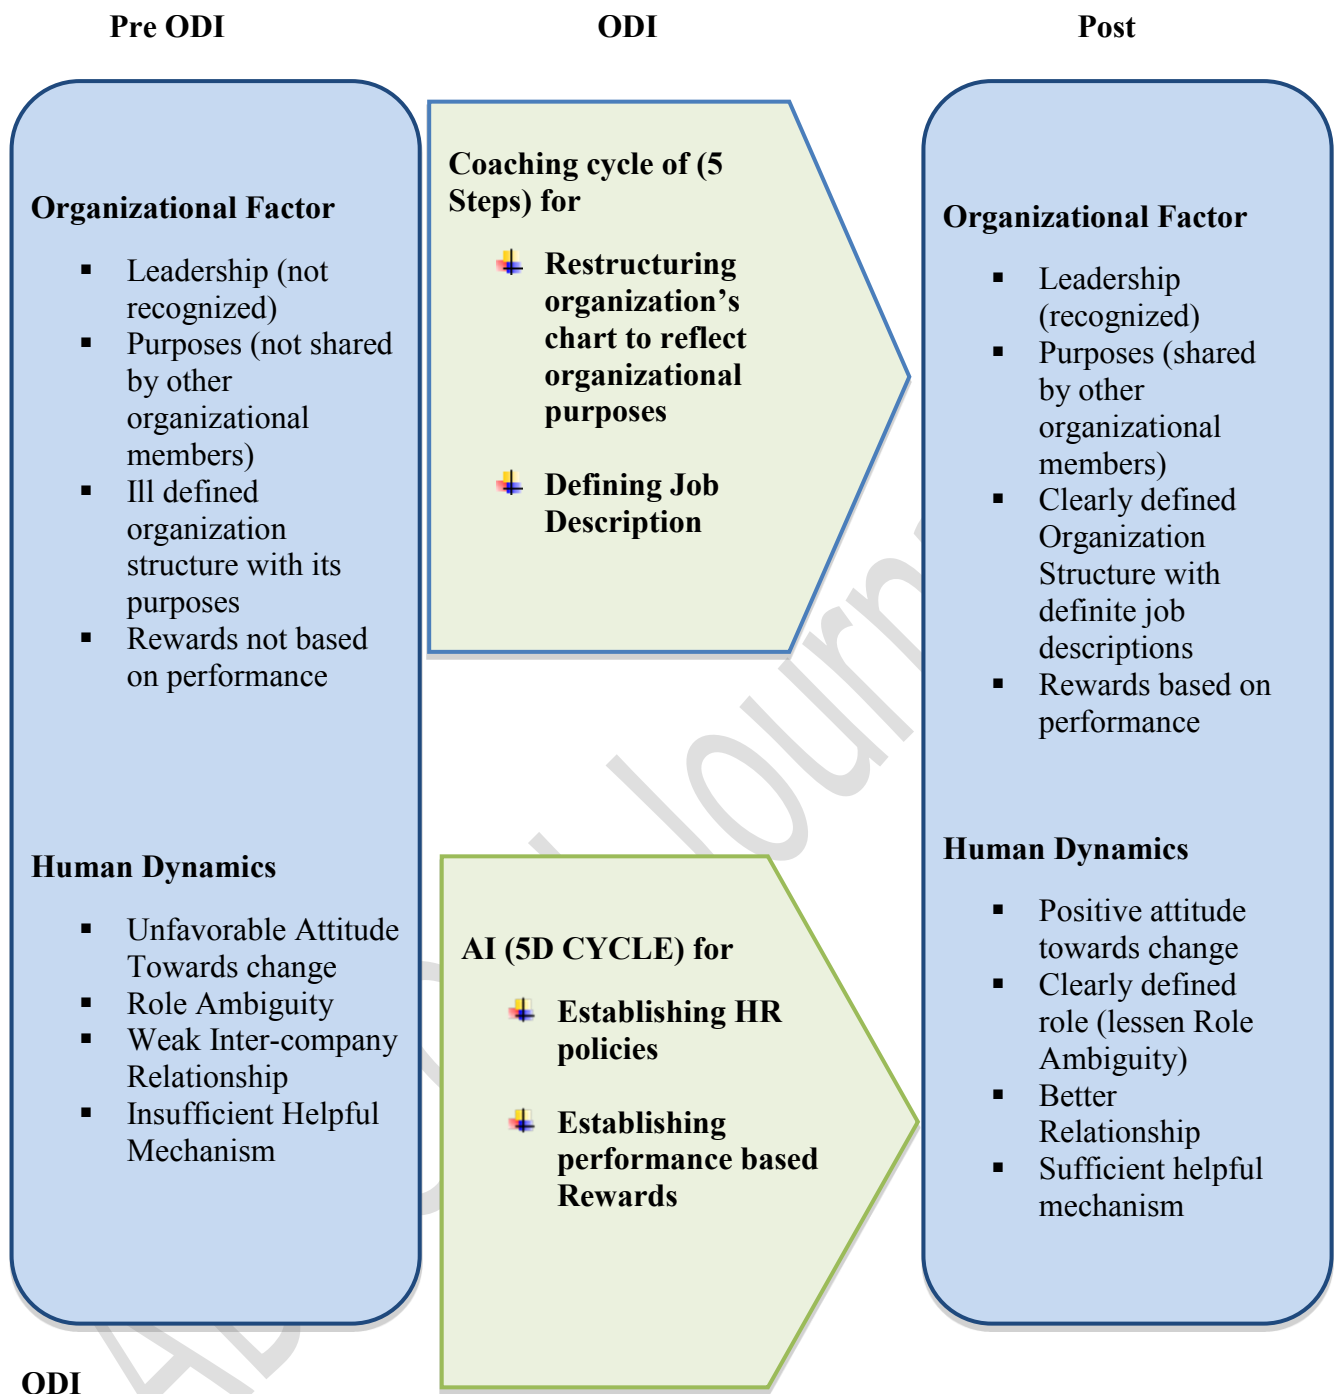 Pre ODI
ODI
Post
Organizational Factor
▪ Leadership (not
recognized)
▪ Purposes (not shared
by other
organizational
members)
▪ Ill defined
organization
structure with its
purposes
▪ Rewards not based
on performance
Human Dynamics
▪ Unfavorable Attitude
Towards change
▪ Role Ambiguity
▪ Weak Inter-company
Relationship
▪ Insufficient Helpful
Mechanism
Coaching cycle of (5
Steps) for
Restructuring
organization’s
chart to reflect
organizational
purposes
Defining Job
Description
AI (5D CYCLE) for
Establishing HR
policies
Establishing
performance based
Rewards
Organizational Factor
▪ Leadership
(recognized)
▪ Purposes (shared
by other
organizational
members)
▪ Clearly defined
Organization
Structure with
definite job
descriptions
▪ Rewards based on
performance
Human Dynamics
▪ Positive attitude
towards change
▪ Clearly defined
role (lessen Role
Ambiguity)
▪ Better
Relationship
▪ Sufficient helpful
mechanism
ODI